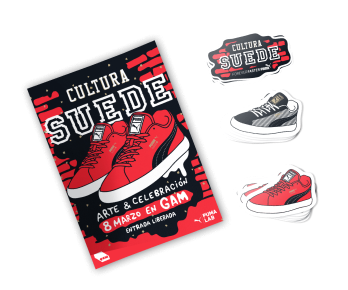 CULTURA
SUEDE
ARTE & CELEBRACIÓN
8 MARZO EN GAM
ENTRADA LIBERADA
PUMA
LAB
CULTURA
SUEDE